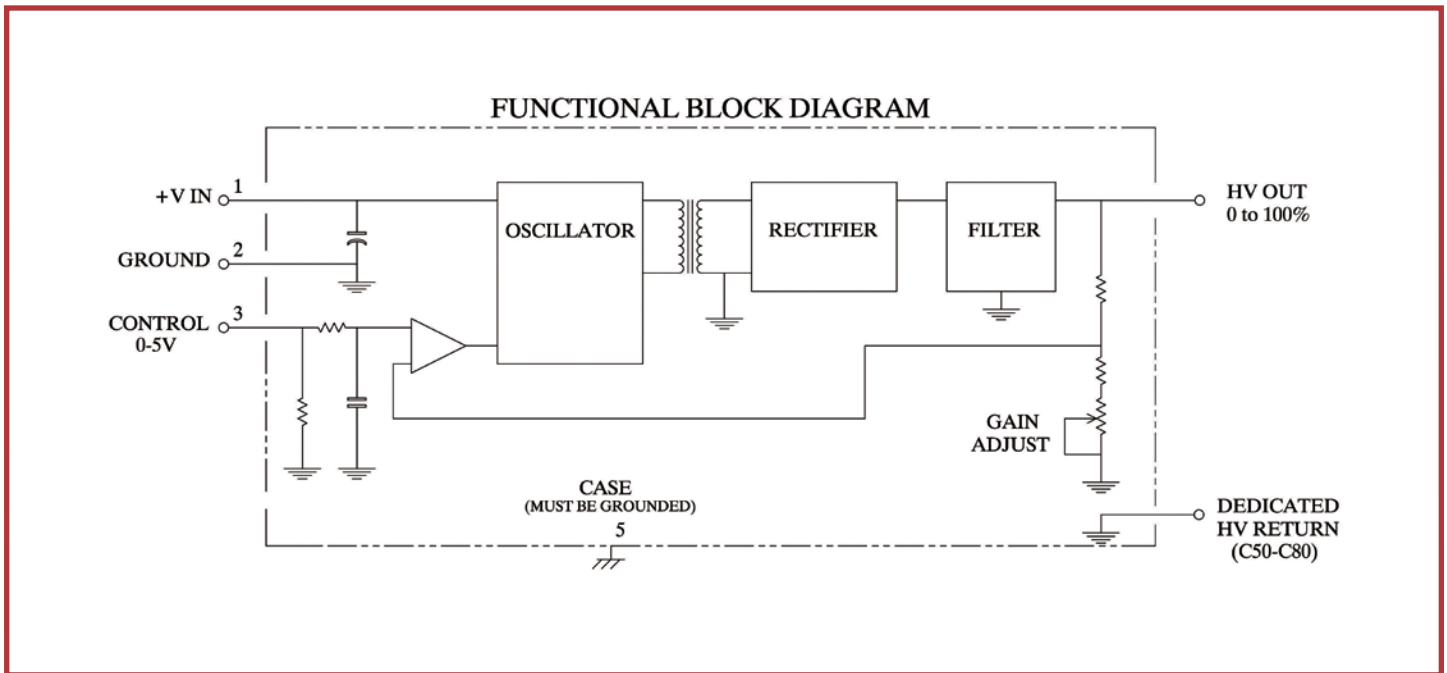 FUNCTIONAL BLOCK DIAGRAM
+V IN
1
GROUND
2
CONTROL
0-5V
3
OSCILLATOR
RECTIFIER
FILTER
HV OUT
0 to 100%
GAIN
ADJUST
CASE
(MUST BE GROUNDED)
5
DEDICATED
HV RETURN
(C50-C80)